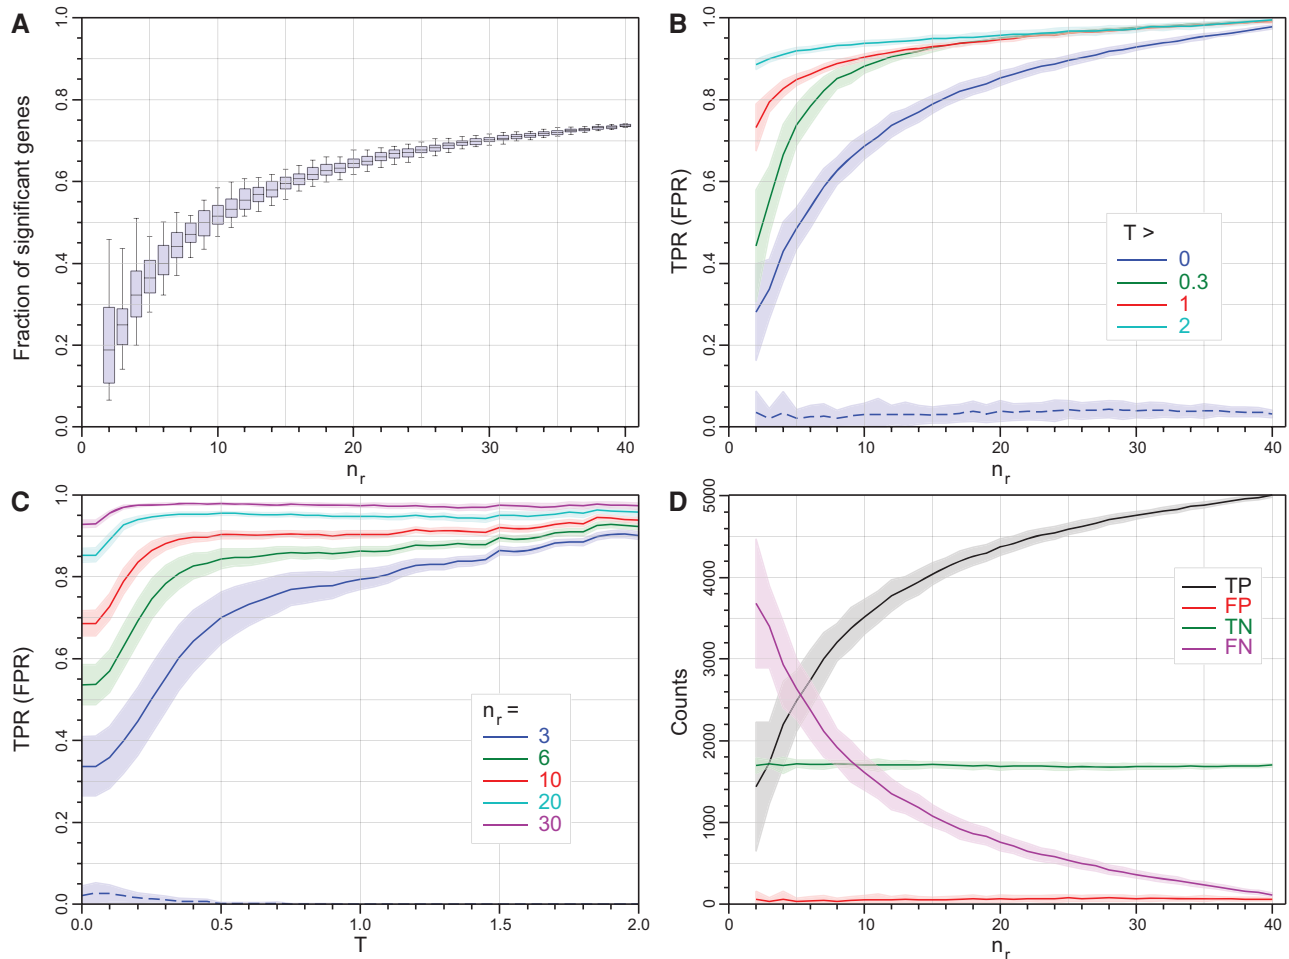 A
Fraction of significant genes
0.0 0.2 0.4 0.6 0.8 1.0
0 10 20 30 40
nr
B
TPR (FPR)
0.0 0.2 0.4 0.6 0.8 1.0
T >
0
0.3
1
2
0 10 20 30 40
nr
C
TPR (FPR)
0.0 0.2 0.4 0.6 0.8 1.0
nr =
3
6
10
20
30
0.0 0.5 1.0 1.5 2.0
T
D
Counts
0 1000 2000 3000 4000 5000
TP
FP
TN
FN
0 10 20 30 40
nr